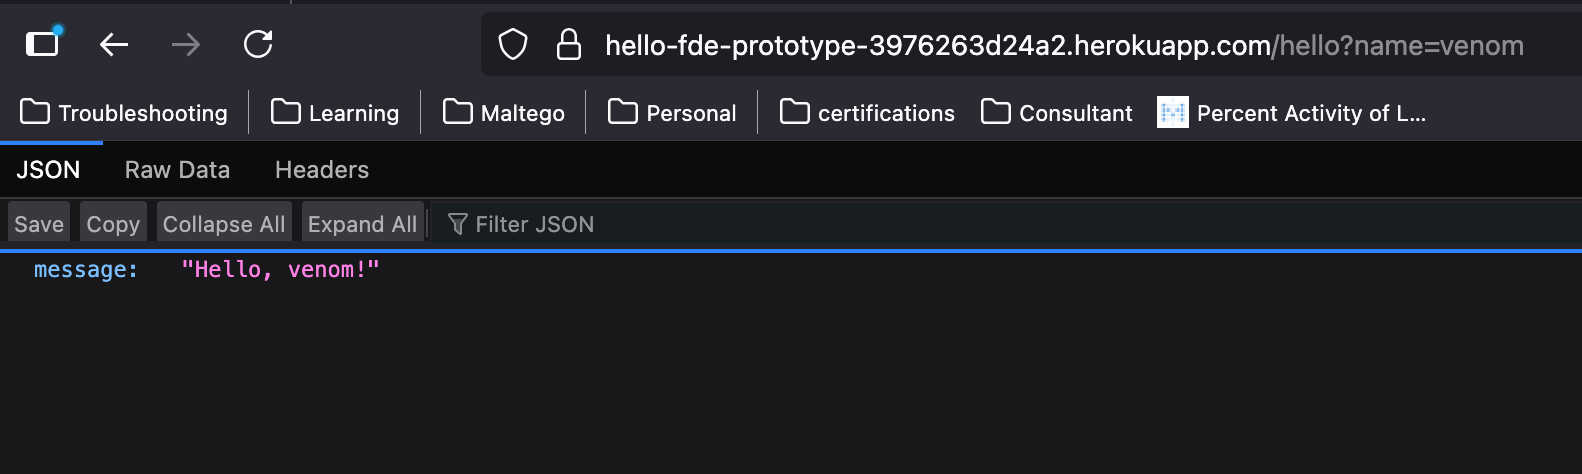 hello-fde-prototype-3976263d24a2.herokuapp.com/hello?name=venom
Troubleshooting Learning Maltego Personal certifications Consultant Percent Activity of L...
JSON Raw Data Headers
Save Copy Collapse All Expand All Filter JSON
message: "Hello, venom!"